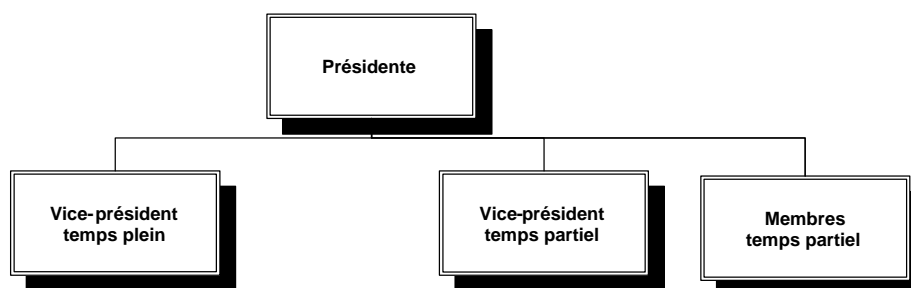 Présidente
Vice-président
temps plein
Vice-président
temps partiel
Membres
temps partiel